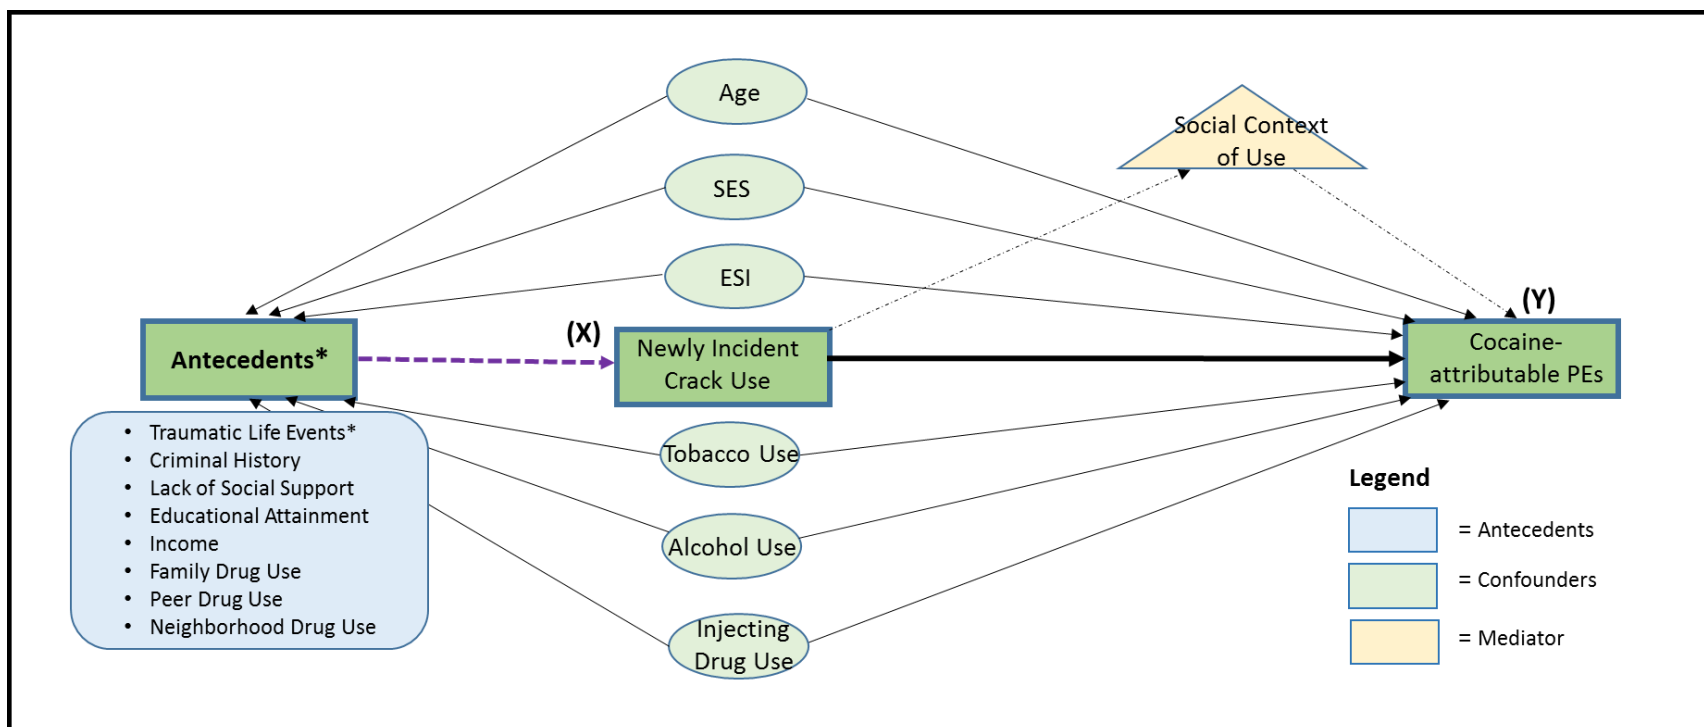 Age
Social Context
of Use
SES
ESI
(X)
(Y)
Antecedents*
Newly Incident
Crack Use
Cocaine-
attributable PEs
• Traumatic Life Events*
• Criminal History
• Lack of Social Support
• Educational Attainment
• Income
• Family Drug Use
• Peer Drug Use
• Neighborhood Drug Use
Tobacco Use
Alcohol Use
Injecting
Drug Use
Legend
= Antecedents
= Confounders
= Mediator